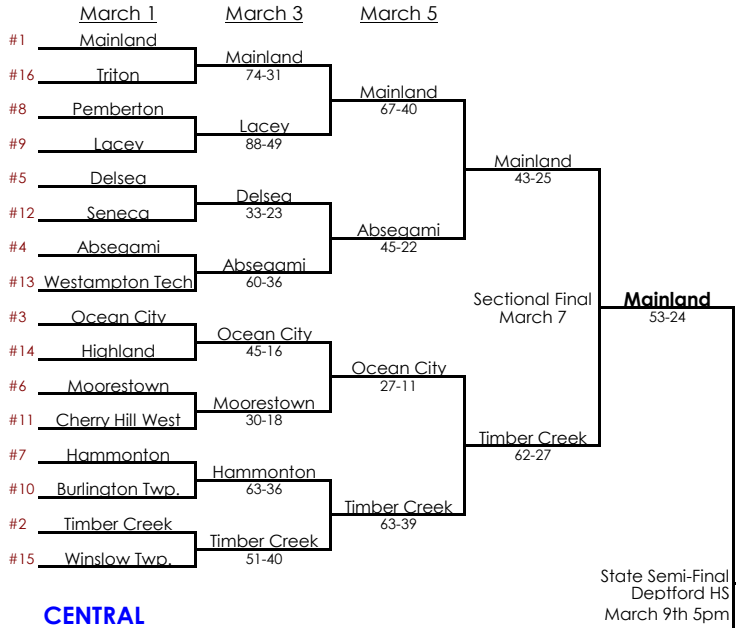 March 1 March 3 March 5
#1 Mainland
Mainland
74-31
#16 Triton
Mainland
67-40
#8 Pemberton
Lacey
88-49
#9 Lacey
Mainland
43-25
#5 Delsea
Delsea
33-23
#12 Seneca
Absegami
45-22
#4 Absegami
Absegami
60-36
#13 Westampton Tech
Sectional Final
March 7
Mainland
53-24
#3 Ocean City
Ocean City
45-16
#14 Highland
Ocean City
27-11
#6 Moorestown
Moorestown
30-18
#11 Cherry Hill West
Timber Creek
62-27
#7 Hammonton
Hammonton
63-36
#10 Burlington Twp.
Timber Creek
63-39
#2 Timber Creek
Timber Creek
51-40
#15 Winslow Twp.
State Semi-Final
Deptford HS
March 9th 5pm
CENTRAL